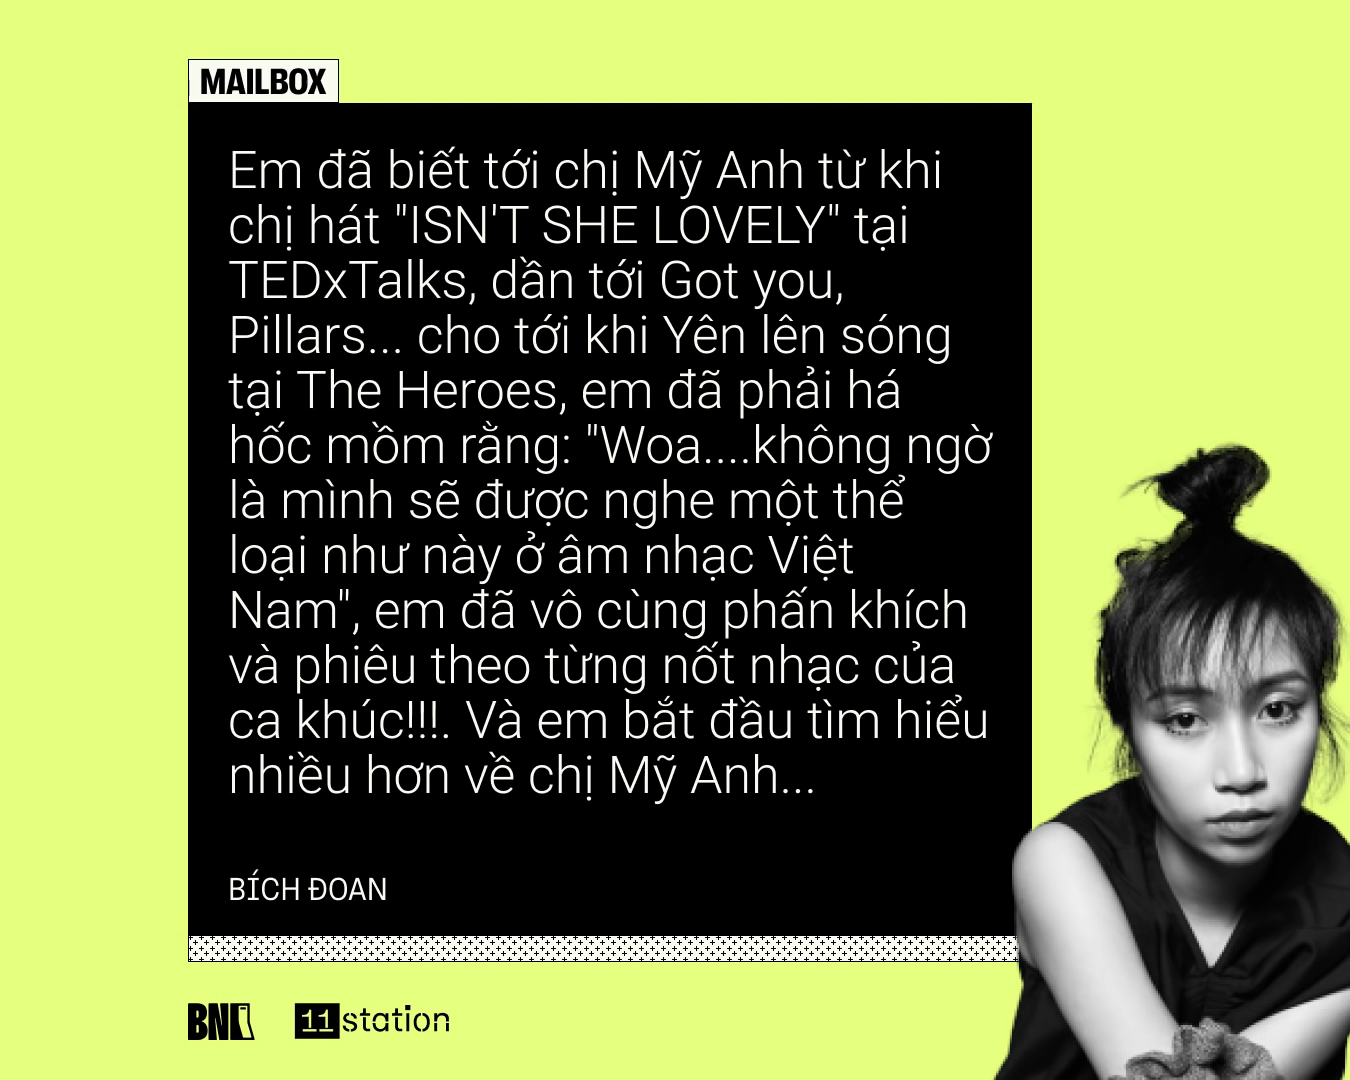 MAILBOX
Em đã biết tới chị Mỹ Anh từ khi
chị hát "ISN'T SHE LOVELY" tại
TEDxTalks, dần tới Got you,
Pillars... cho tới khi Yên lên sóng
tại The Heroes, em đã phải há
hốc mồm rằng: "Woa....không ngờ
là mình sẽ được nghe một thể
loại như này ở âm nhạc Việt
Nam", em đã vô cùng phấn khích
và phiêu theo từng nốt nhạc của
ca khúc!!!. Và em bắt đầu tìm hiểu
nhiều hơn về chị Mỹ Anh...
BÍCH ĐOAN
BNL 11station